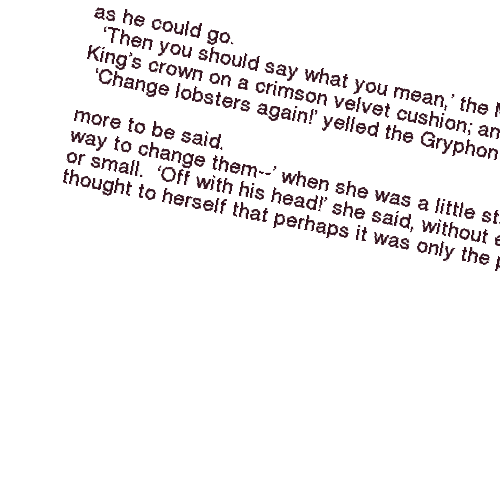 as he could go.
‘Then you should say what you mean,’ the
King’s crown on a crimson velvet cushion; an
‘Change lobsters again!’ yelled the Gryphon
more to be said.
way to change them--’ when she was a little
or small.  ‘Off with his head!’ she said, without
thought to herself that perhaps it was only the